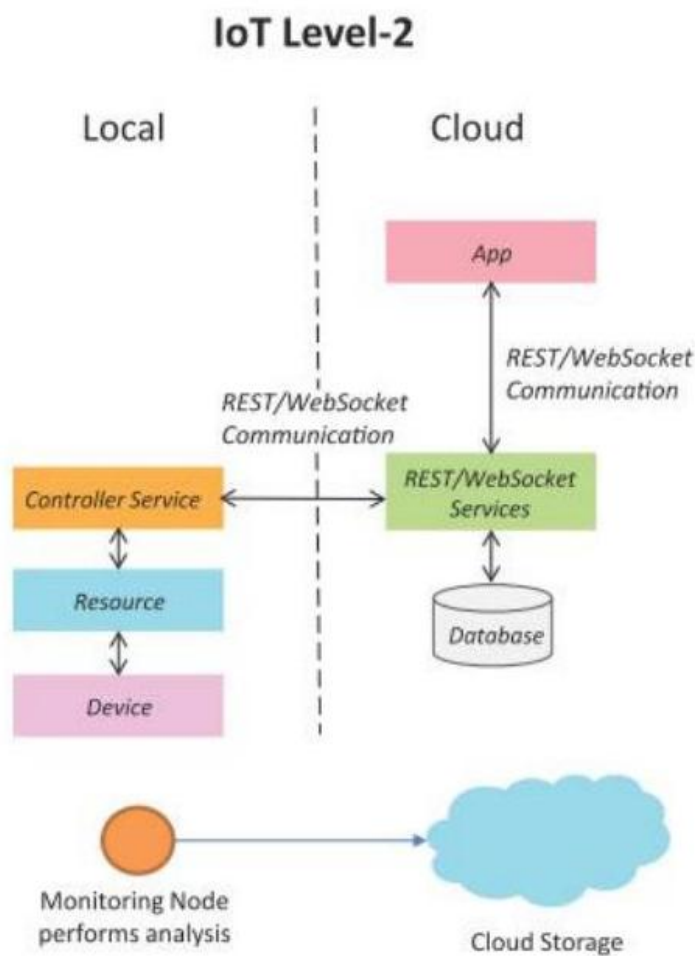 IoT Level-2
Local
Cloud
App
REST/WebSocket
Communication
REST/WebSocket
Communication
Controller Service
REST/WebSocket
Services
Resource
Database
Device
Monitoring Node
performs analysis
Cloud Storage